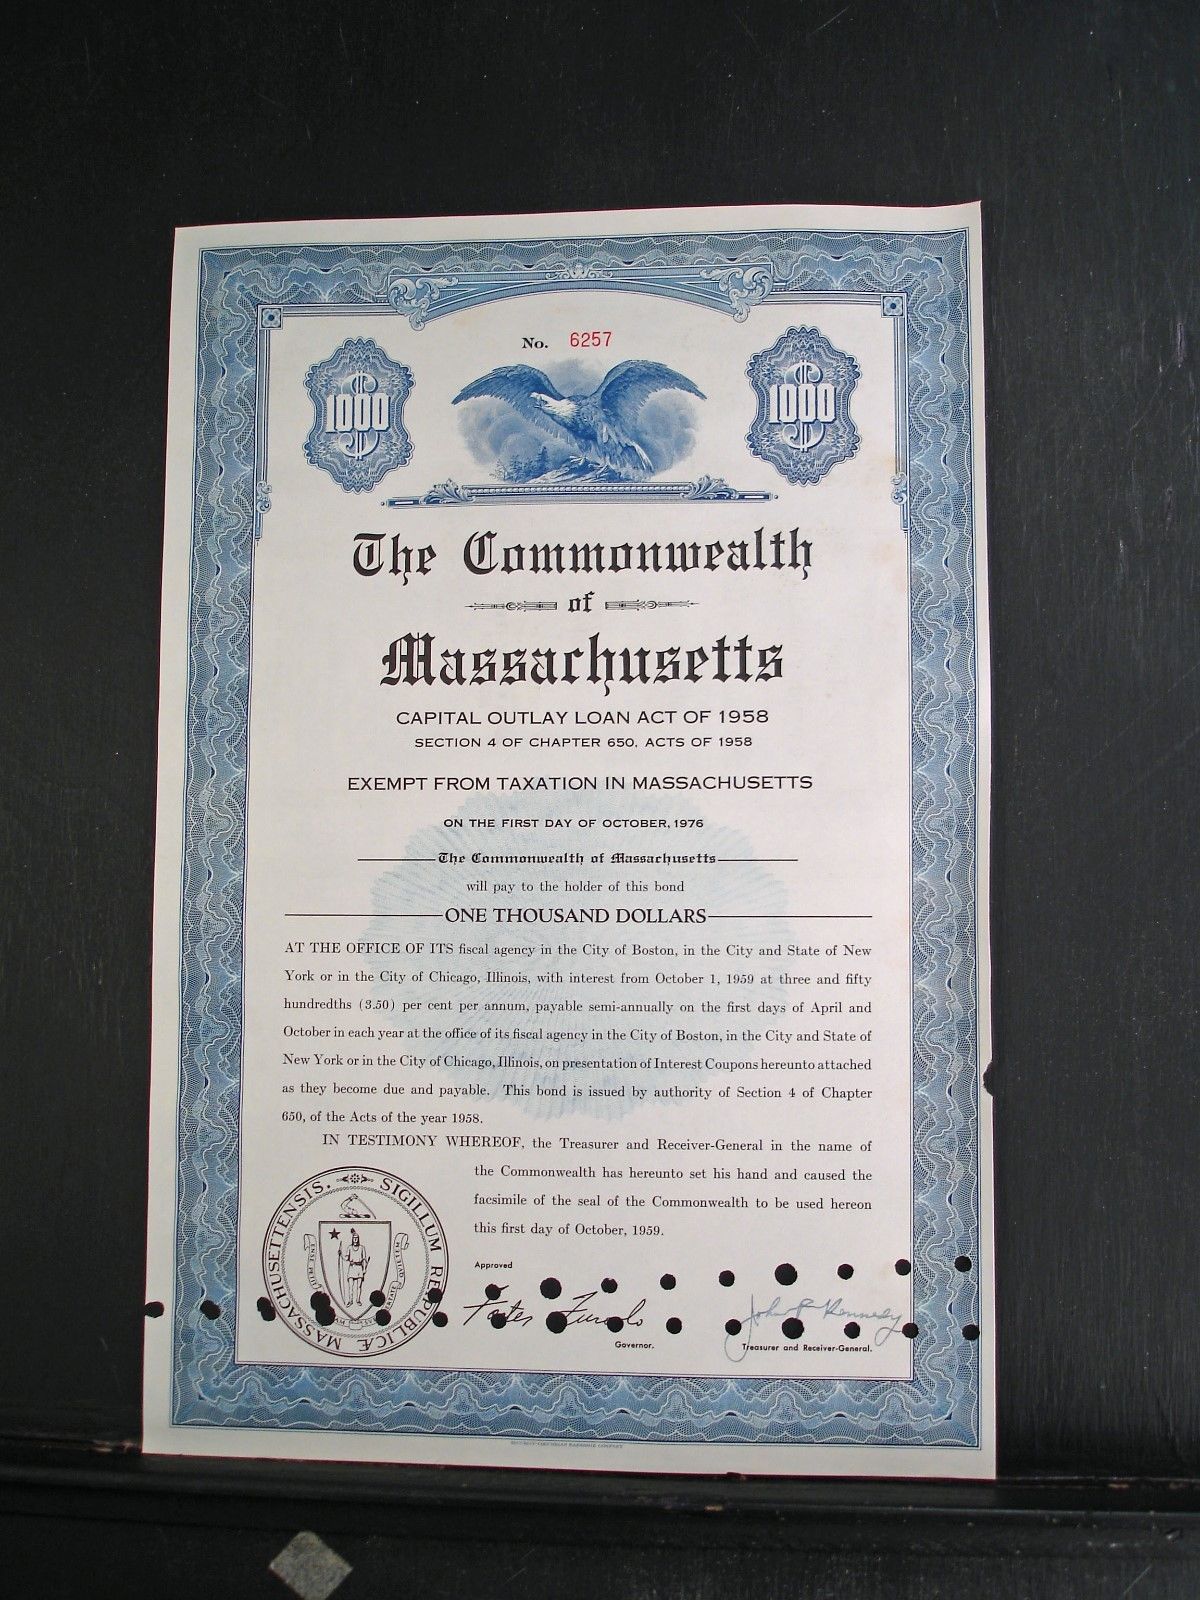 No. 6257
$1000
$1000
The Commonwealth
of
Massachusetts
CAPITAL OUTLAY LOAN ACT OF 1958
SECTION 4 OF CHAPTER 650, ACTS OF 1958
EXEMPT FROM TAXATION IN MASSACHUSETTS
ON THE FIRST DAY OF OCTOBER, 1976
The Commonwealth of Massachusetts
will pay to the holder of this bond
ONE THOUSAND DOLLARS
AT THE OFFICE OF ITS fiscal agency in the City of Boston, in the City and State of New
York or in the City of Chicago, Illinois, with interest from October 1, 1959 at three and fifty
hundredths (3.50) per cent per annum, payable semi-annually on the first days of April and
October in each year at the office of its fiscal agency in the City of Boston, in the City and State of
New York or in the City of Chicago, Illinois, on presentation of Interest Coupons hereunto attached
as they become due and payable. This bond is issued by authority of Section 4 of Chapter
650, of the Acts of the year 1958.
IN TESTIMONY WHEREOF, the Treasurer and Receiver-General in the name of
the Commonwealth has hereunto set his hand and caused the
facsimile of the seal of the Commonwealth to be used hereon
this first day of October, 1959.
SIGILLUM REIPUBLICÆ MASSACHUSETTENSIS.
Approved
Foster Furcolo
Governor.
John F Kennedy
Treasurer and Receiver-General.